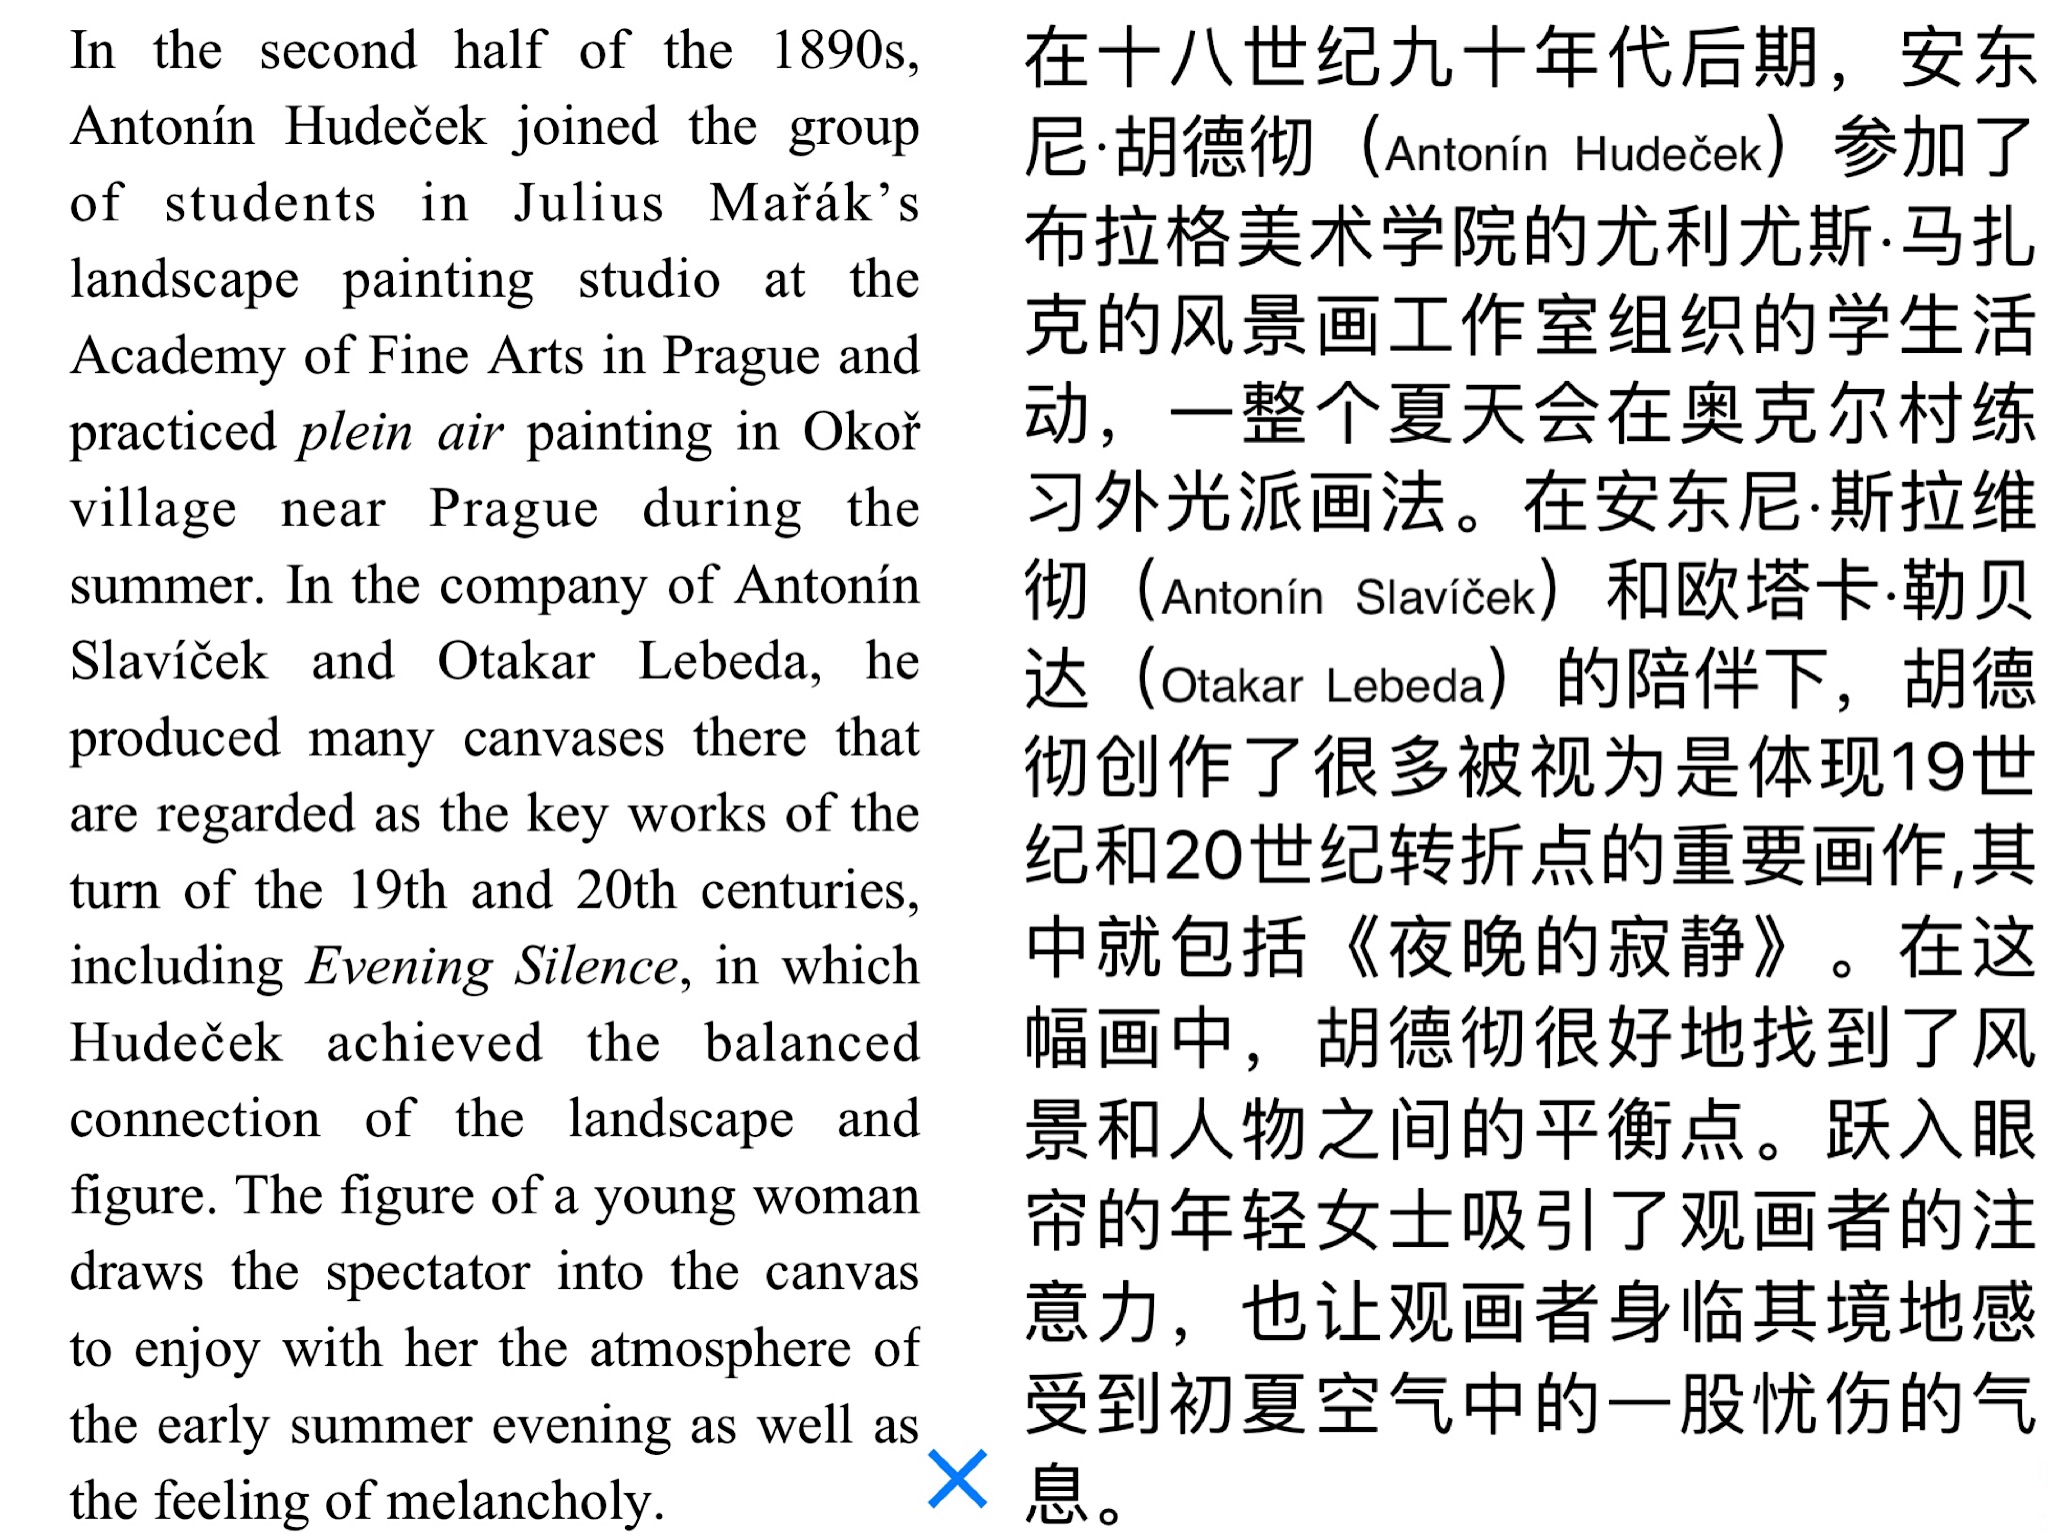 In the second half of the 1890s,
Antonín Hudeček joined the group
of students in Julius Mařák’s
landscape painting studio at the
Academy of Fine Arts in Prague and
practiced plein air painting in Okoř
village near Prague during the
summer. In the company of Antonín
Slavíček and Otakar Lebeda, he
produced many canvases there that
are regarded as the key works of the
turn of the 19th and 20th centuries,
including Evening Silence, in which
Hudeček achieved the balanced
connection of the landscape and
figure. The figure of a young woman
draws the spectator into the canvas
to enjoy with her the atmosphere of
the early summer evening as well as
the feeling of melancholy.
在十八世纪九十年代后期，安东
尼·胡德彻（Antonín Hudeček）参加了
布拉格美术学院的尤利尤斯·马扎
克的风景画工作室组织的学生活
动，一整个夏天会在奥克尔村练
习外光派画法。在安东尼·斯拉维
彻（Antonín Slavíček）和欧塔卡·勒贝
达（Otakar Lebeda）的陪伴下，胡德
彻创作了很多被视为是体现19世
纪和20世纪转折点的重要画作,其
中就包括《夜晚的寂静》。在这
幅画中，胡德彻很好地找到了风
景和人物之间的平衡点。跃入眼
帘的年轻女士吸引了观画者的注
意力，也让观画者身临其境地感
受到初夏空气中的一股忧伤的气
息。